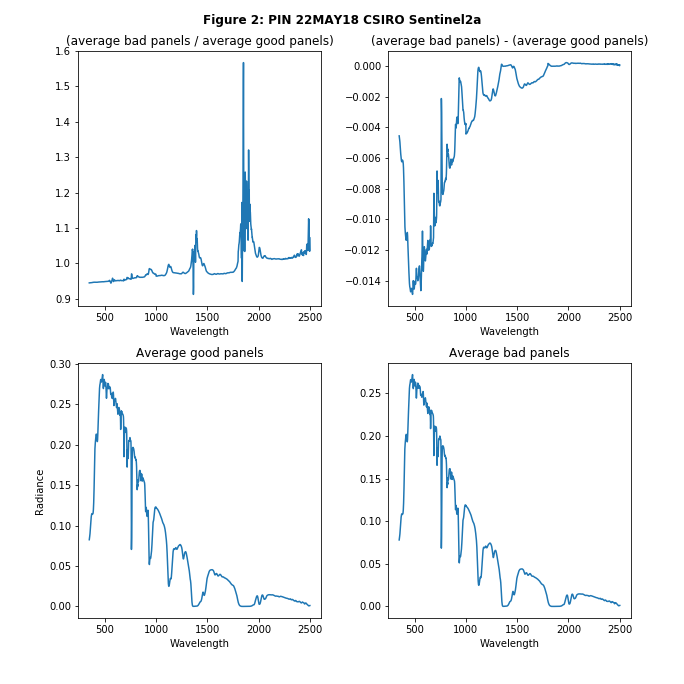 Figure 2: PIN 22MAY18 CSIRO Sentinel2a
(average bad panels / average good panels)
1.6
1.5
1.4
1.3
1.2
1.1
1.0
0.9
500 1000 1500 2000 2500
Wavelength
(average bad panels) - (average good panels)
0.000
−0.002
−0.004
−0.006
−0.008
−0.010
−0.012
−0.014
500 1000 1500 2000 2500
Wavelength
Average good panels
Radiance
0.30
0.25
0.20
0.15
0.10
0.05
0.00
500 1000 1500 2000 2500
Wavelength
Average bad panels
0.25
0.20
0.15
0.10
0.05
0.00
500 1000 1500 2000 2500
Wavelength